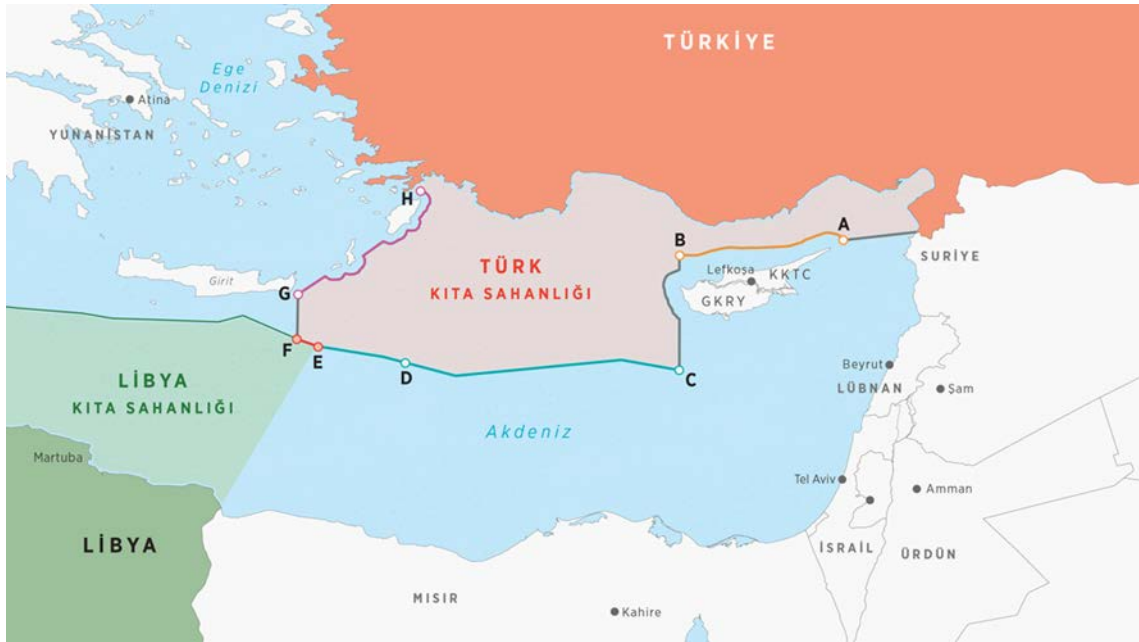 TÜRKİYE
Ege
Denizi
Atina
YUNANİSTAN
H
A
B
SURİYE
Lefkoşa
KKTC
TÜRK
KITA SAHANLIĞI
Girit
GKRY
G
F
E
D
C
Beyrut
LÜBNAN
Şam
LİBYA
KITA SAHANLIĞI
Akdeniz
Martuba
Tel Aviv
Amman
LİBYA
İSRAİL
ÜRDÜN
MISIR
Kahire